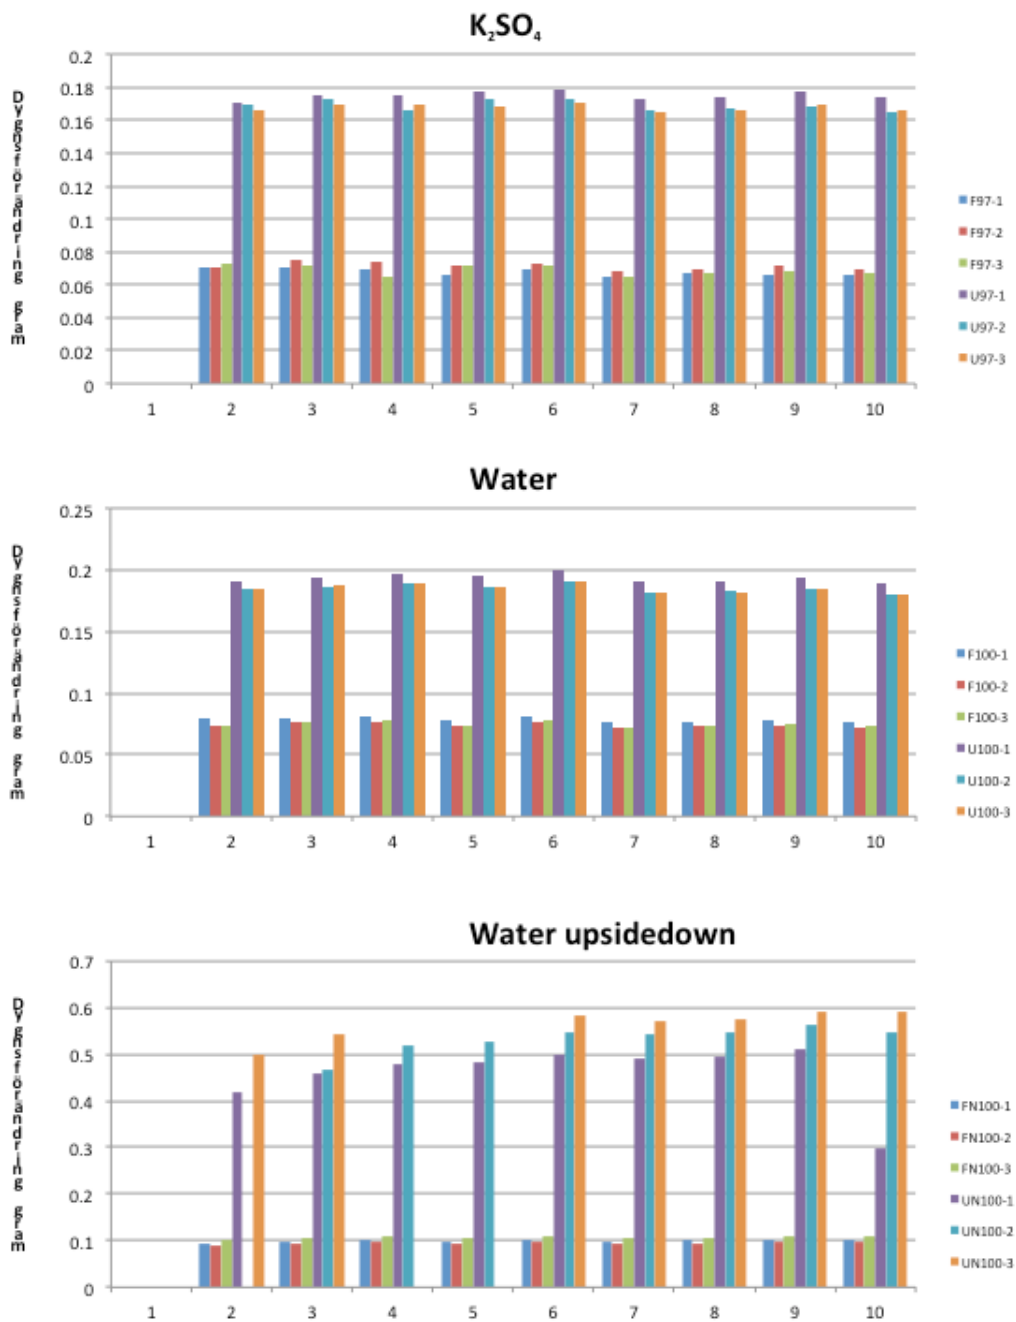 K₂SO₄
Dygnsförändring gram
0.2
0.18
0.16
0.14
0.12
0.1
0.08
0.06
0.04
0.02
0
1 2 3 4 5 6 7 8 9 10
F97-1
F97-2
F97-3
U97-1
U97-2
U97-3
Water
Dygnsförändring gram
0.25
0.2
0.15
0.1
0.05
0
1 2 3 4 5 6 7 8 9 10
F100-1
F100-2
F100-3
U100-1
U100-2
U100-3
Water upsidedown
Dygnsförändring gram
0.7
0.6
0.5
0.4
0.3
0.2
0.1
0
1 2 3 4 5 6 7 8 9 10
FN100-1
FN100-2
FN100-3
UN100-1
UN100-2
UN100-3